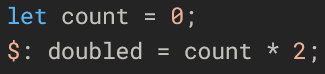 let count = 0;
$: doubled = count * 2;